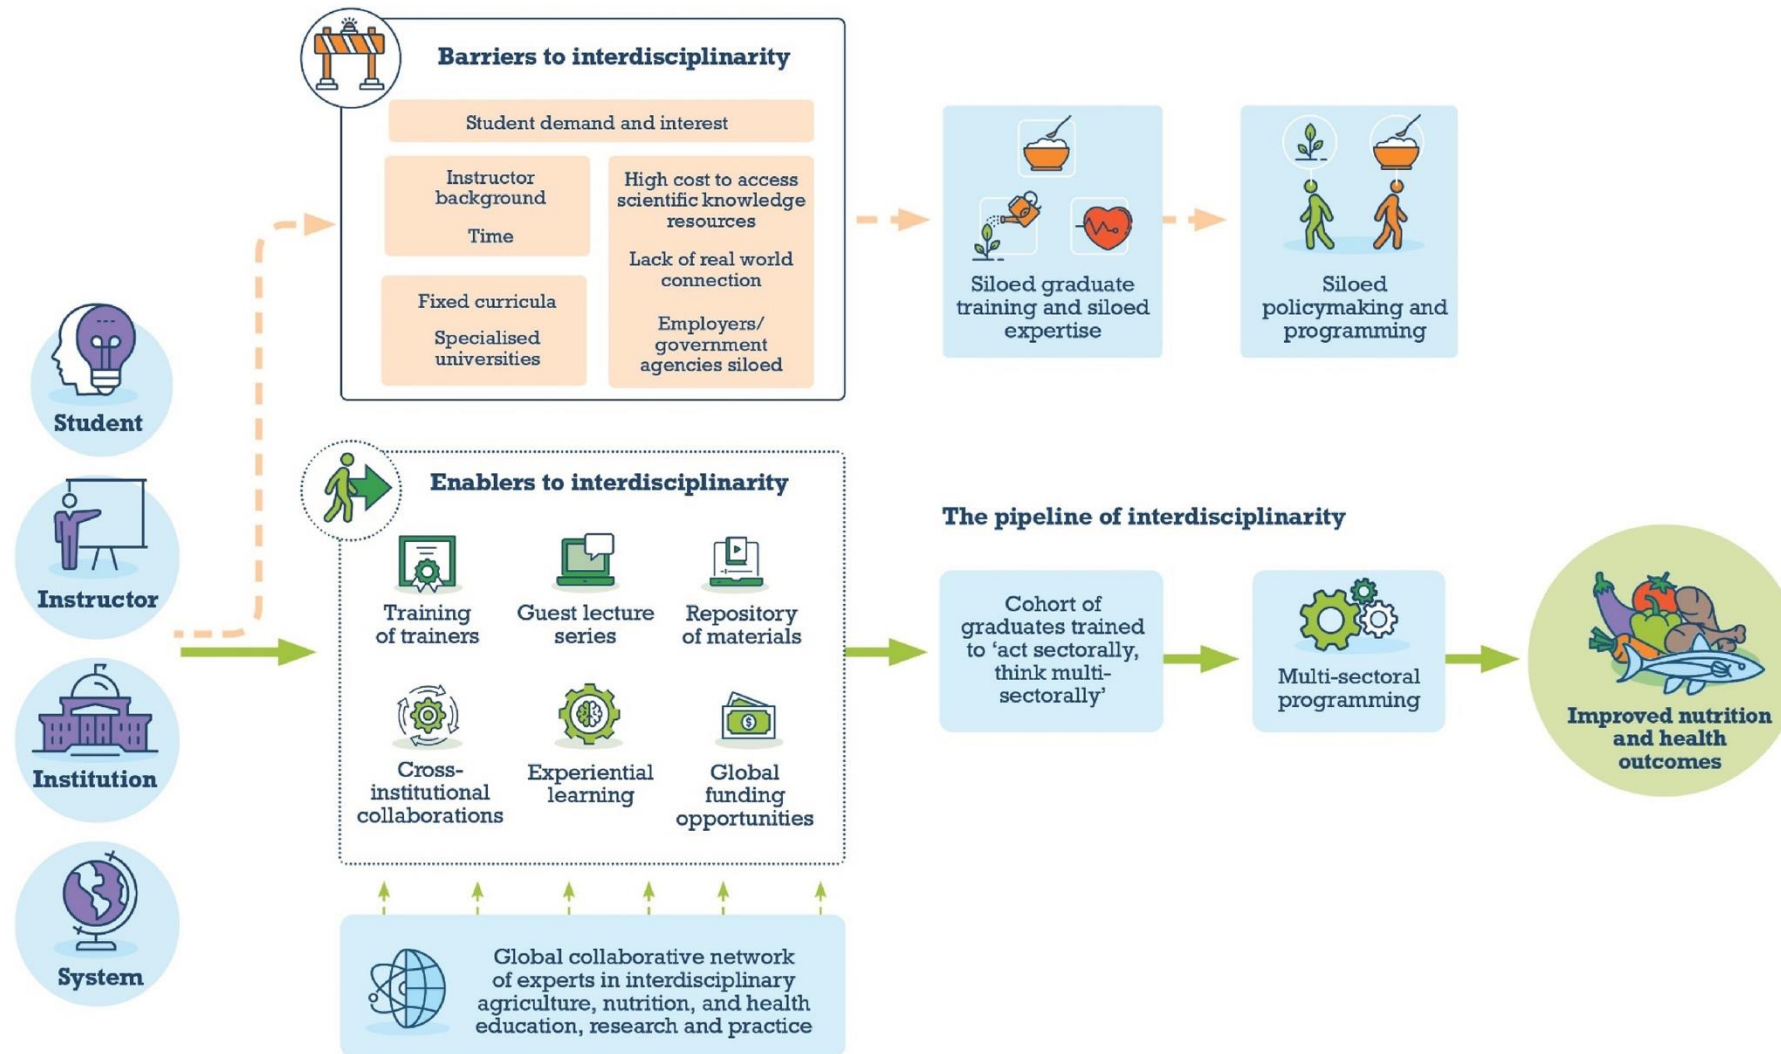 Barriers to interdisciplinarity
Student demand and interest
Instructor
background
Time
High cost to access
scientific knowledge
resources
Lack of real world
connection
Fixed curricula
Specialised
universities
Employers/
government
agencies siloed
Siloed graduate
training and siloed
expertise
Siloed
policymaking and
programming
Student
Instructor
Institution
System
Enablers to interdisciplinarity
Training
of trainers
Guest lecture
series
Repository
of materials
Cross-
institutional
collaborations
Experiential
learning
$
Global
funding
opportunities
Global collaborative network
of experts in interdisciplinary
agriculture, nutrition, and health
education, research and practice
The pipeline of interdisciplinarity
Cohort of
graduates trained
to ‘act sectorally,
think multi-
sectorally’
Multi-sectoral
programming
Improved nutrition
and health
outcomes